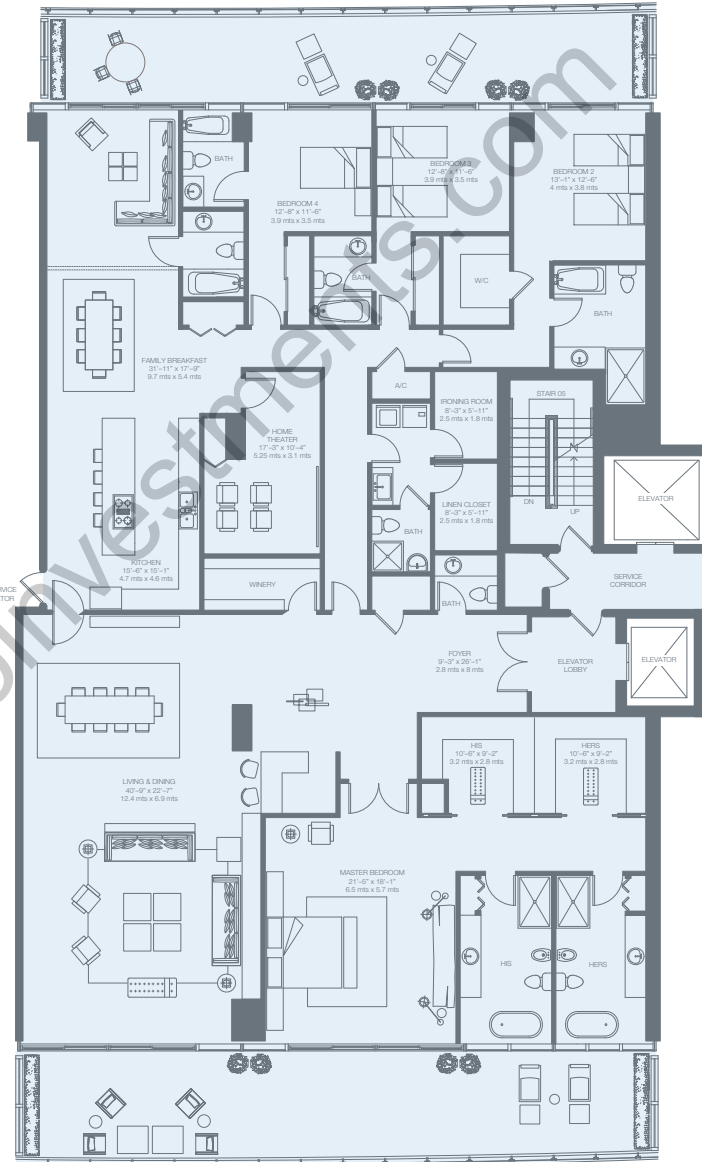 BATH
BEDROOM 4
12'-8" x 11'-6"
3.9 mts x 3.5 mts
BEDROOM 3
12'-8" x 11'-6"
3.9 mts x 3.5 mts
BEDROOM 2
13'-1" x 12'-6"
4 mts x 3.8 mts
BATH
W/C
BATH
FAMILY BREAKFAST
31'-11" x 17'-9"
9.7 mts x 5.4 mts
A/C
IRONING ROOM
8'-3" x 5'-11"
2.5 mts x 1.8 mts
STAIR 05
HOME
THEATER
17'-3" x 10'-4"
5.25 mts x 3.1 mts
ELEVATOR
DN
UP
LINEN CLOSET
8'-3" x 5'-11"
2.5 mts x 1.8 mts
BATH
KITCHEN
15'-6" x 15'-1"
4.7 mts x 4.6 mts
WINERY
SERVICE
CORRIDOR
BATH
FOYER
9'-3" x 26'-1"
2.8 mts x 8 mts
ELEVATOR
LOBBY
ELEVATOR
HIS
10'-6" x 9'-2"
3.2 mts x 2.8 mts
HERS
10'-6" x 9'-2"
3.2 mts x 2.8 mts
LIVING & DINING
40'-9" x 22'-7"
12.4 mts x 6.9 mts
MASTER BEDROOM
21'-5" x 18'-1"
6.5 mts x 5.7 mts
HIS
HERS